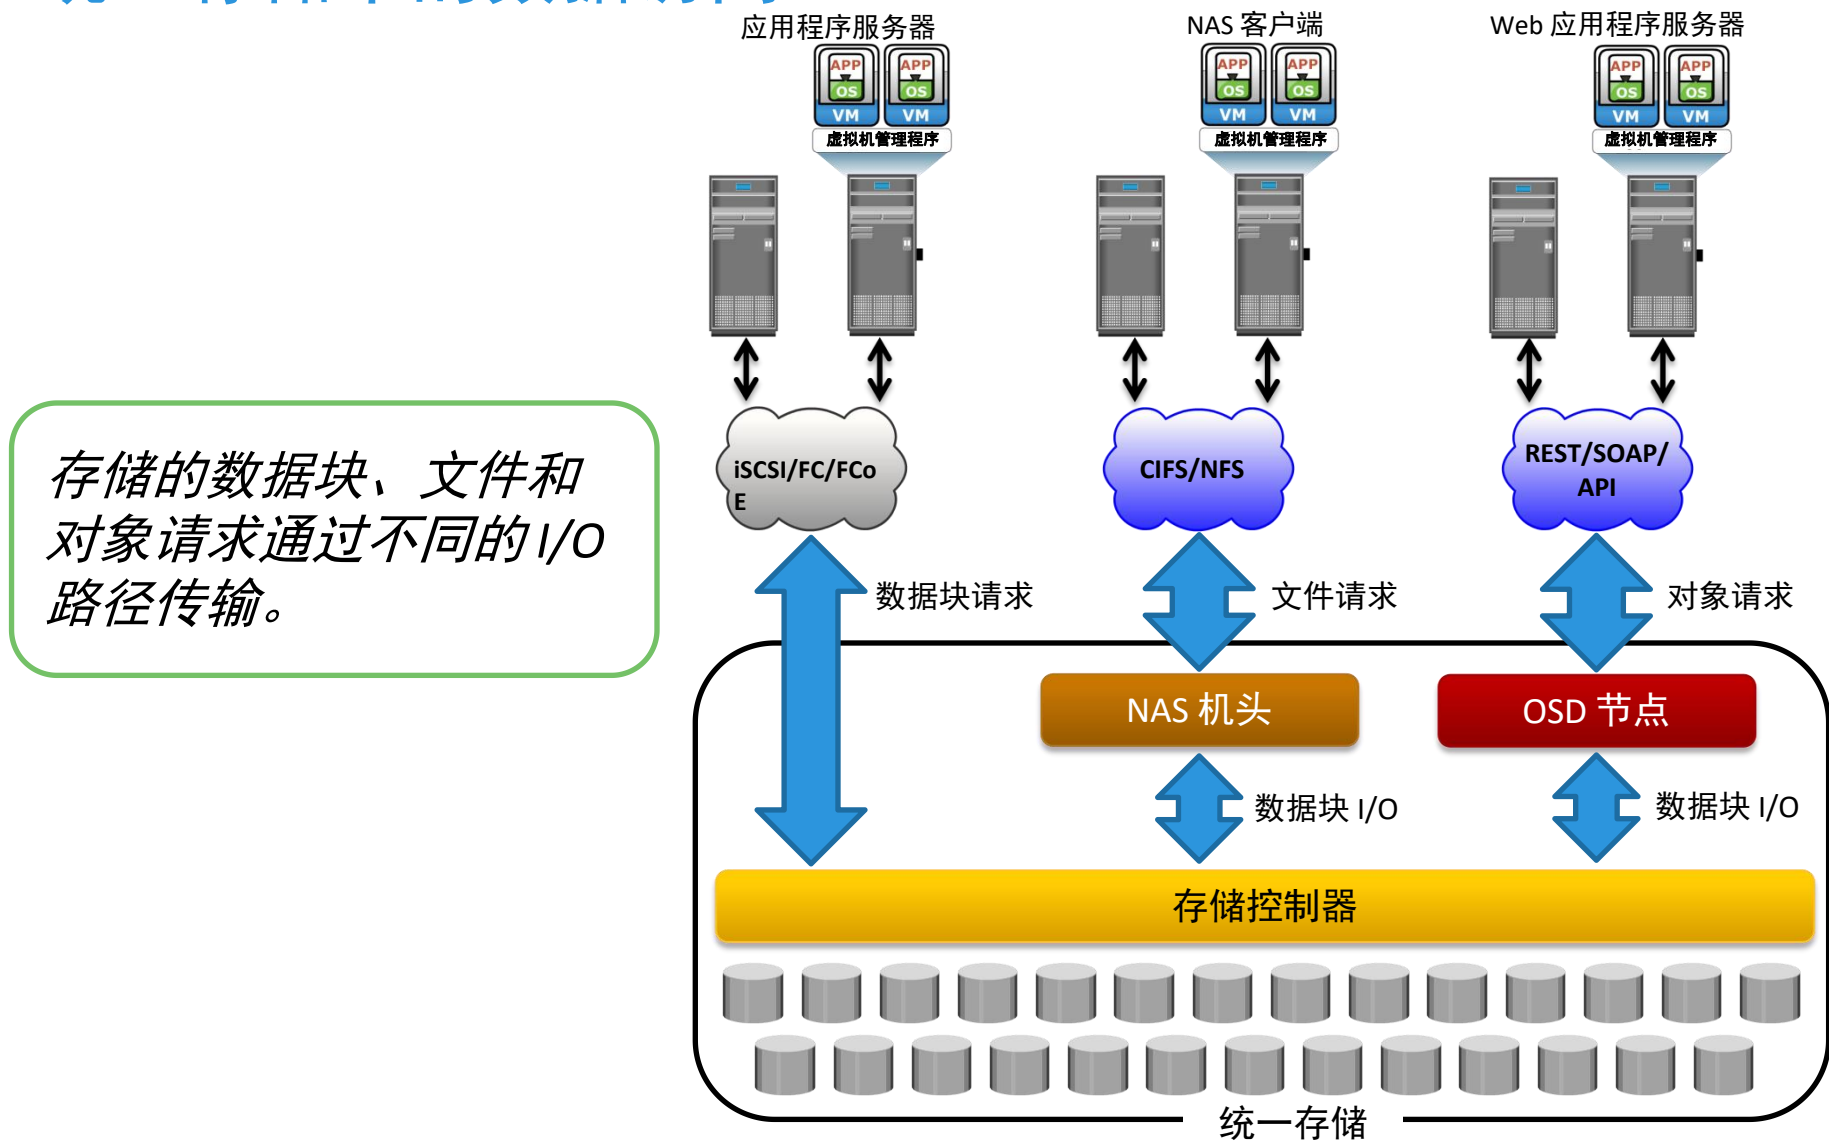 应用程序服务器
NAS 客户端
Web 应用程序服务器
APP APP
OS OS
VM VM
虚拟机管理程序
APP APP
OS OS
VM VM
虚拟机管理程序
APP APP
OS OS
VM VM
虚拟机管理程序
存储的数据块、文件和
对象请求通过不同的 I/O
路径传输。
iSCSI/FC/FCo
E
CIFS/NFS
REST/SOAP/
API
数据块请求
文件请求
对象请求
NAS 机头
OSD 节点
数据块 I/O
数据块 I/O
存储控制器
统一存储